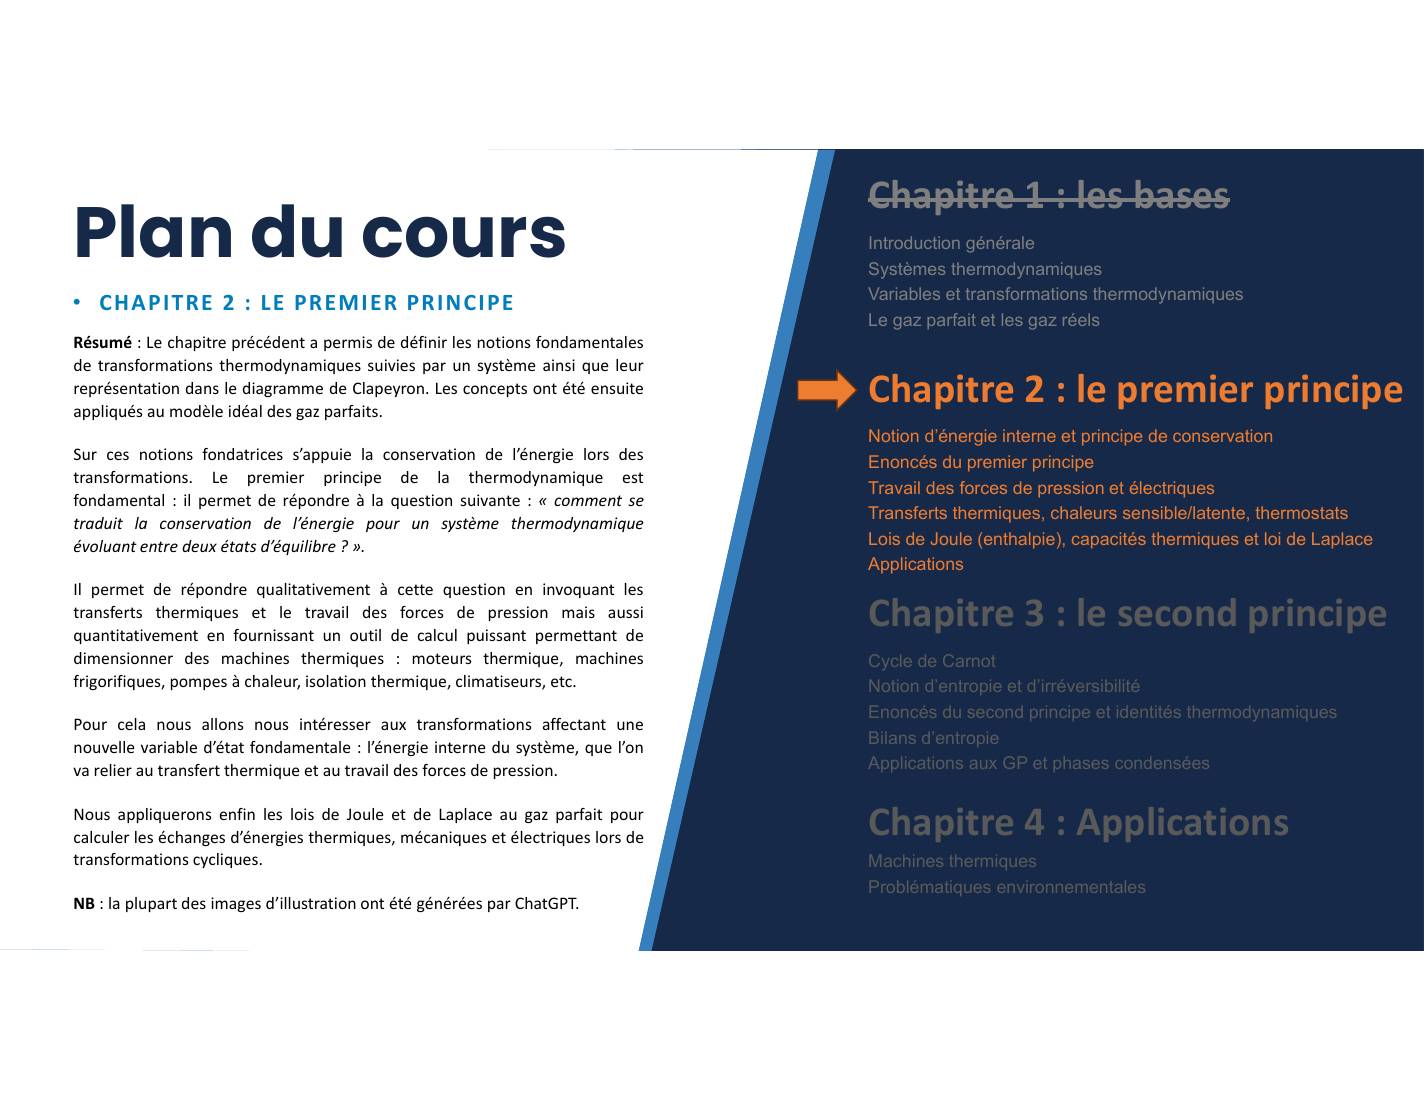 Plan du cours
• CHAPITRE 2 : LE PREMIER PRINCIPE
Résumé : Le chapitre précédent a permis de définir les notions fondamentales
de transformations thermodynamiques suivies par un système ainsi que leur
représentation dans le diagramme de Clapeyron. Les concepts ont été ensuite
appliqués au modèle idéal des gaz parfaits.
Sur ces notions fondatrices s’appuie la conservation de l’énergie lors des
transformations. Le premier principe de la thermodynamique est
fondamental : il permet de répondre à la question suivante : « comment se
traduit la conservation de l’énergie pour un système thermodynamique
évoluant entre deux états d’équilibre ? ».
Il permet de répondre qualitativement à cette question en invoquant les
transferts thermiques et le travail des forces de pression mais aussi
quantitativement en fournissant un outil de calcul puissant permettant de
dimensionner des machines thermiques : moteurs thermique, machines
frigorifiques, pompes à chaleur, isolation thermique, climatiseurs, etc.
Pour cela nous allons nous intéresser aux transformations affectant une
nouvelle variable d’état fondamentale : l’énergie interne du système, que l’on
va relier au transfert thermique et au travail des forces de pression.
Nous appliquerons enfin les lois de Joule et de Laplace au gaz parfait pour
calculer les échanges d’énergies thermiques, mécaniques et électriques lors de
transformations cycliques.
NB : la plupart des images d’illustration ont été générées par ChatGPT.
Chapitre 1 : les bases
Introduction générale
Systèmes thermodynamiques
Variables et transformations thermodynamiques
Le gaz parfait et les gaz réels
Chapitre 2 : le premier principe
Notion d’énergie interne et principe de conservation
Enoncés du premier principe
Travail des forces de pression et électriques
Transferts thermiques, chaleurs sensible/latente, thermostats
Lois de Joule (enthalpie), capacités thermiques et loi de Laplace
Applications
Chapitre 3 : le second principe
Cycle de Carnot
Notion d’entropie et d’irréversibilité
Enoncés du second principe et identités thermodynamiques
Bilans d’entropie
Applications aux GP et phases condensées
Chapitre 4 : Applications
Machines thermiques
Problématiques environnementales